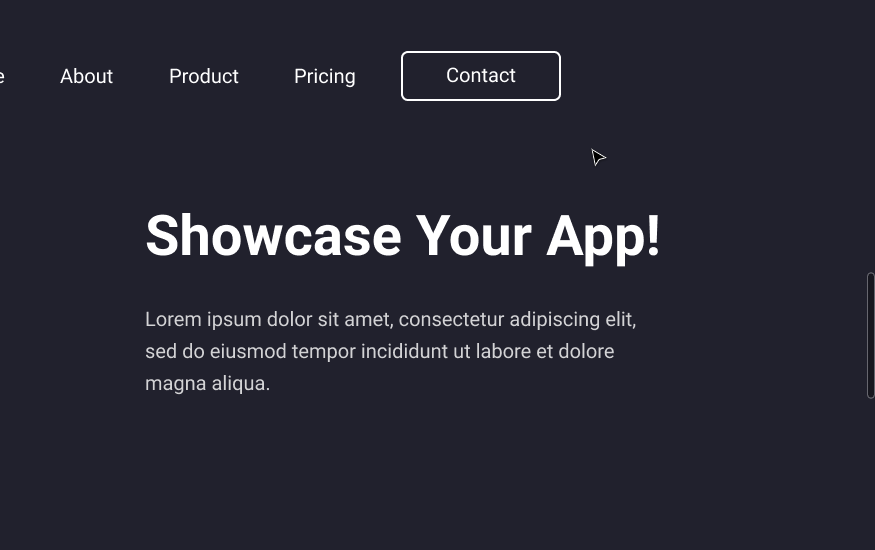 About Product Pricing Contact
Showcase Your App!
Lorem ipsum dolor sit amet, consectetur adipiscing elit,
sed do eiusmod tempor incididunt ut labore et dolore
magna aliqua.